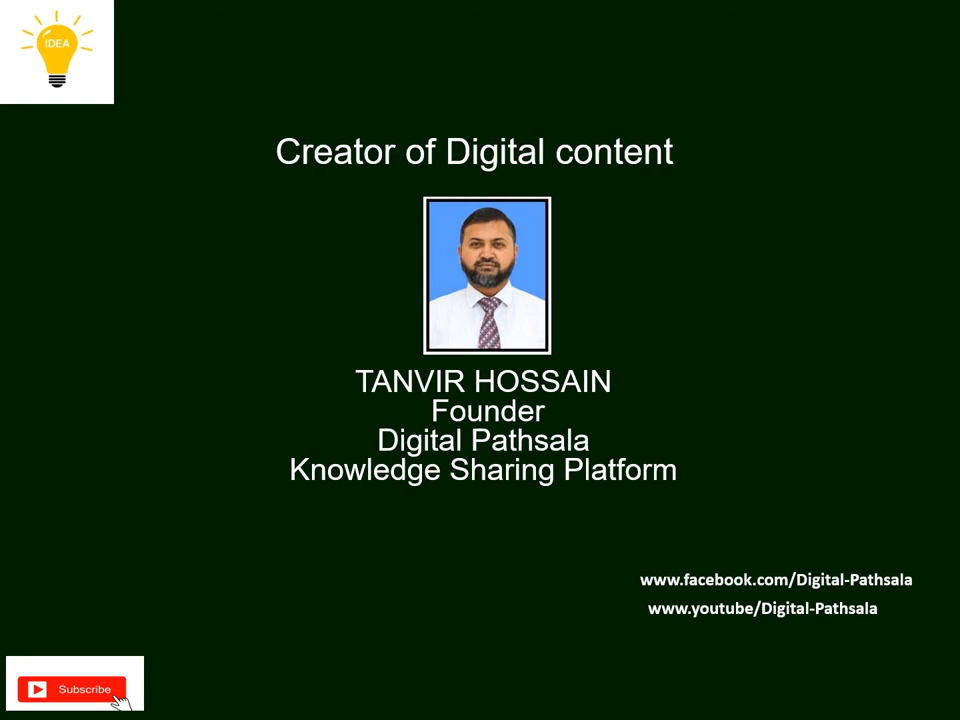 IDEA
Creator of Digital content
TANVIR HOSSAIN
Founder
Digital Pathsala
Knowledge Sharing Platform
www.facebook.com/Digital-Pathsala
www.youtube/Digital-Pathsala
Subscribe